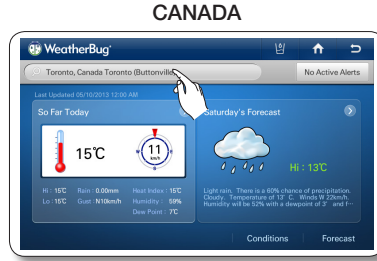 CANADA
WeatherBug
Toronto, Canada Toronto (Buttonville
No Active Alerts
Last Updated 05/10/2013 12:00 AM
So Far Today
15℃
11
km/h
Hi : 15℃ Rain : 0.00mm Heat Index : 15℃
Lo : 15℃ Gust : N10km/h Humidity : 59%
Dew Point : 7℃
Saturday's Forecast
Hi : 13℃
Light rain. There is a 60% chance of precipitation.
Cloudy. Temperature of 13° C. Winds W 22km/h.
Humidity will be 52% with a dewpoint of 3° and f···
Conditions Forecast